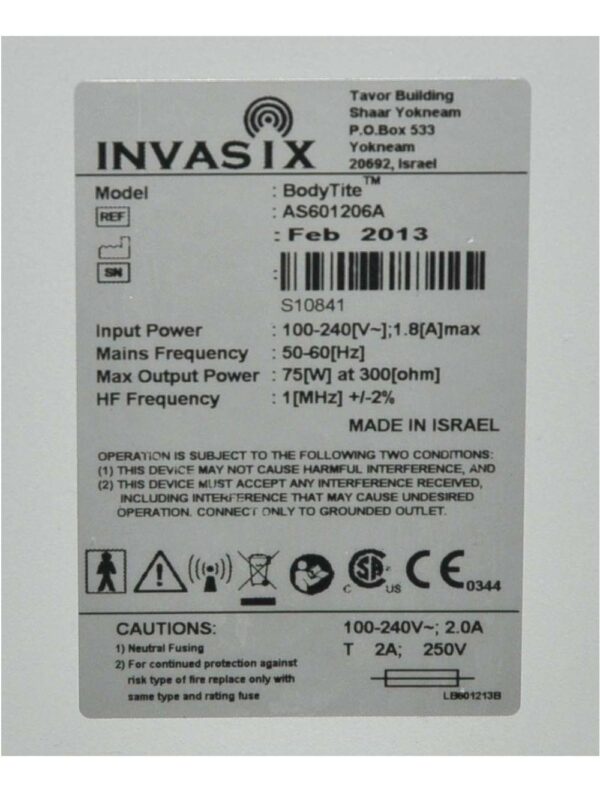 INVASIX
Tavor Building
Shaar Yokneam
P.O.Box 533
Yokneam
20692, Israel
Model : BodyTite™
REF : AS601206A
: Feb 2013
SN :
S10841
Input Power : 100-240[V~];1.8[A]max
Mains Frequency : 50-60[Hz]
Max Output Power : 75[W] at 300[ohm]
HF Frequency : 1[MHz] +/-2%
MADE IN ISRAEL
OPERATION IS SUBJECT TO THE FOLLOWING TWO CONDITIONS:
(1) THIS DEVICE MAY NOT CAUSE HARMFUL INTERFERENCE, AND
(2) THIS DEVICE MUST ACCEPT ANY INTERFERENCE RECEIVED,
INCLUDING INTERFERENCE THAT MAY CAUSE UNDESIRED
OPERATION. CONNECT ONLY TO GROUNDED OUTLET.
C SA US CE 0344
CAUTIONS:
1) Neutral Fusing
2) For continued protection against
risk type of fire replace only with
same type and rating fuse
100-240V~; 2.0A
T 2A; 250V
LB601213B